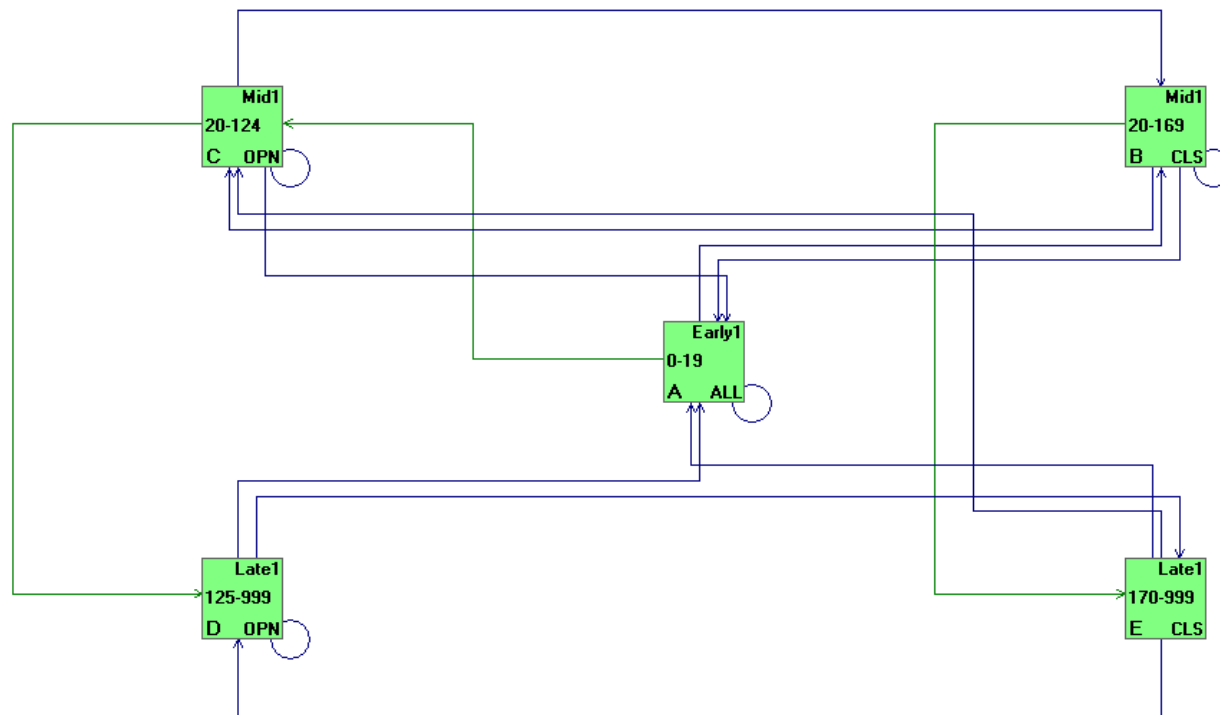 Mid1
20-124
C OPN
Mid1
20-169
B CLS
Early1
0-19
A ALL
Late1
125-999
D OPN
Late1
170-999
E CLS